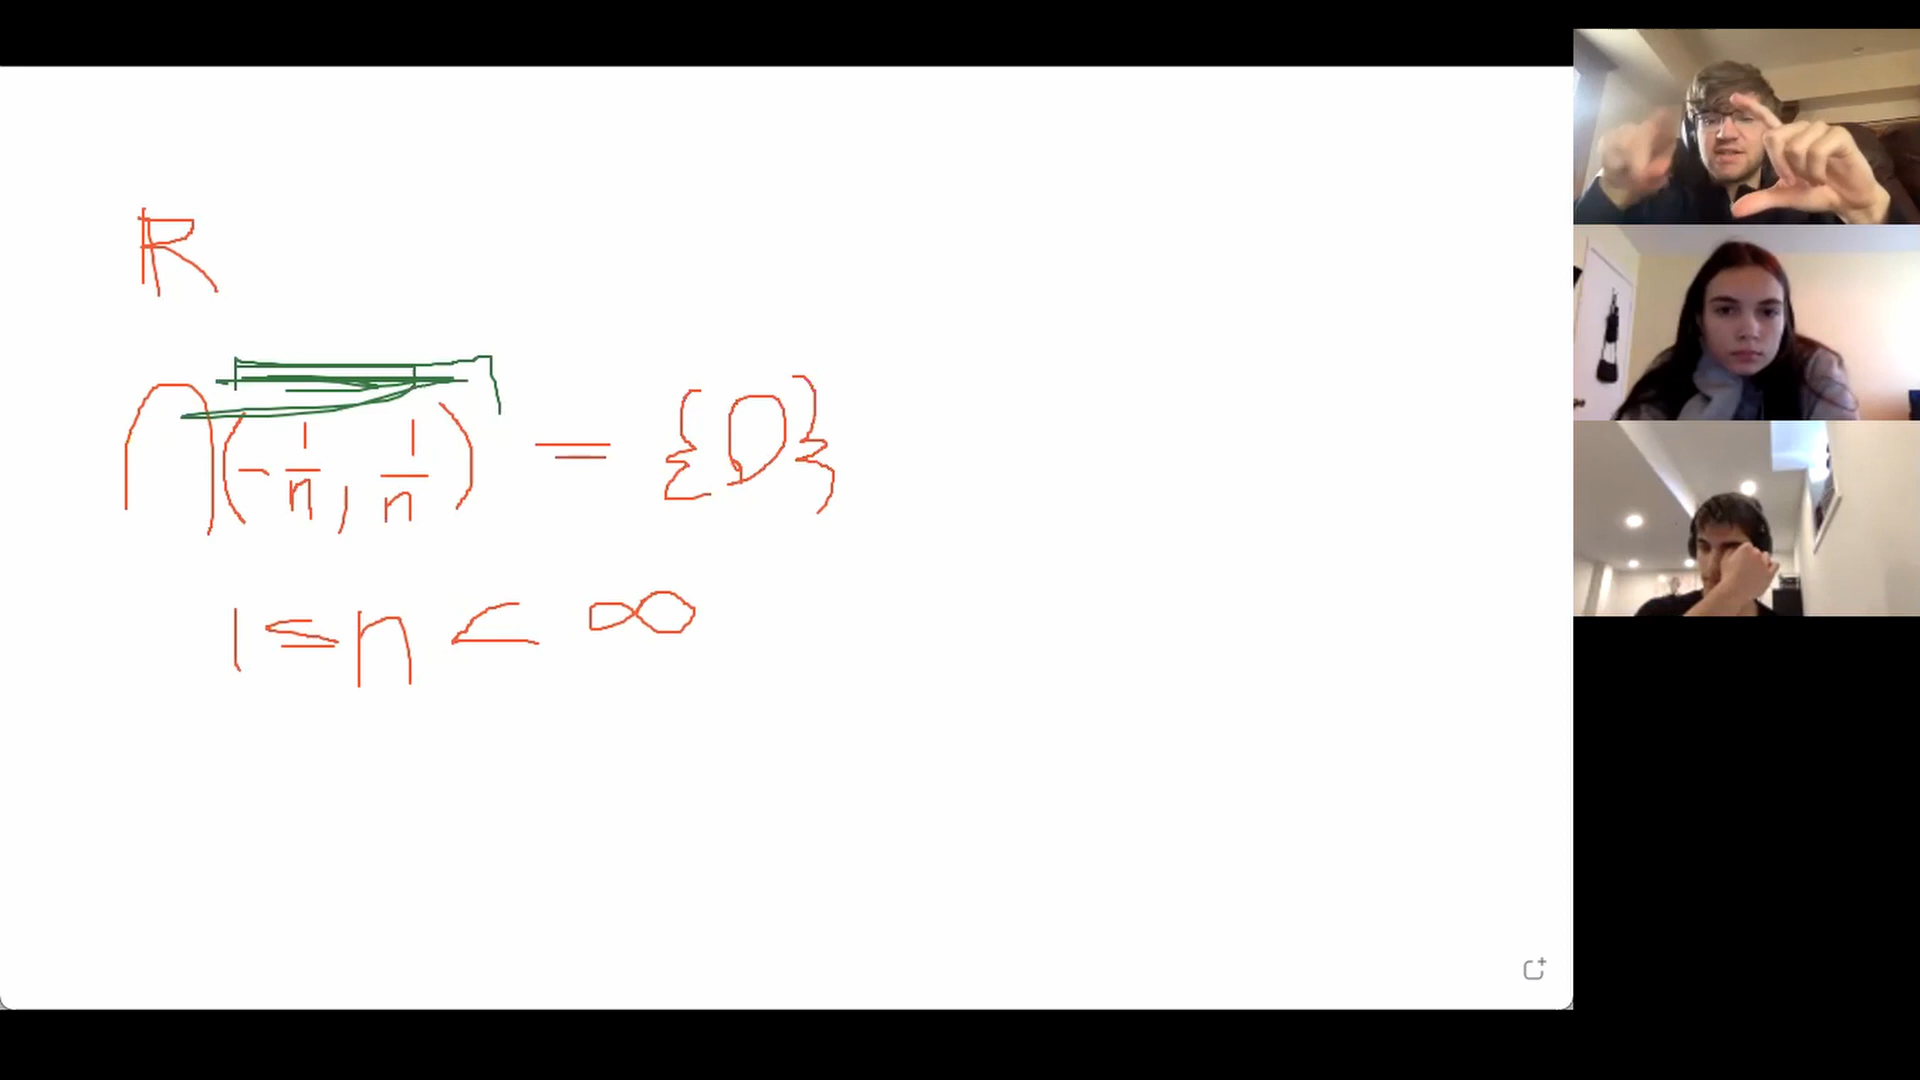 ℝ
⋂(-1/n, 1/n) = {0}
1 ≤ n < ∞